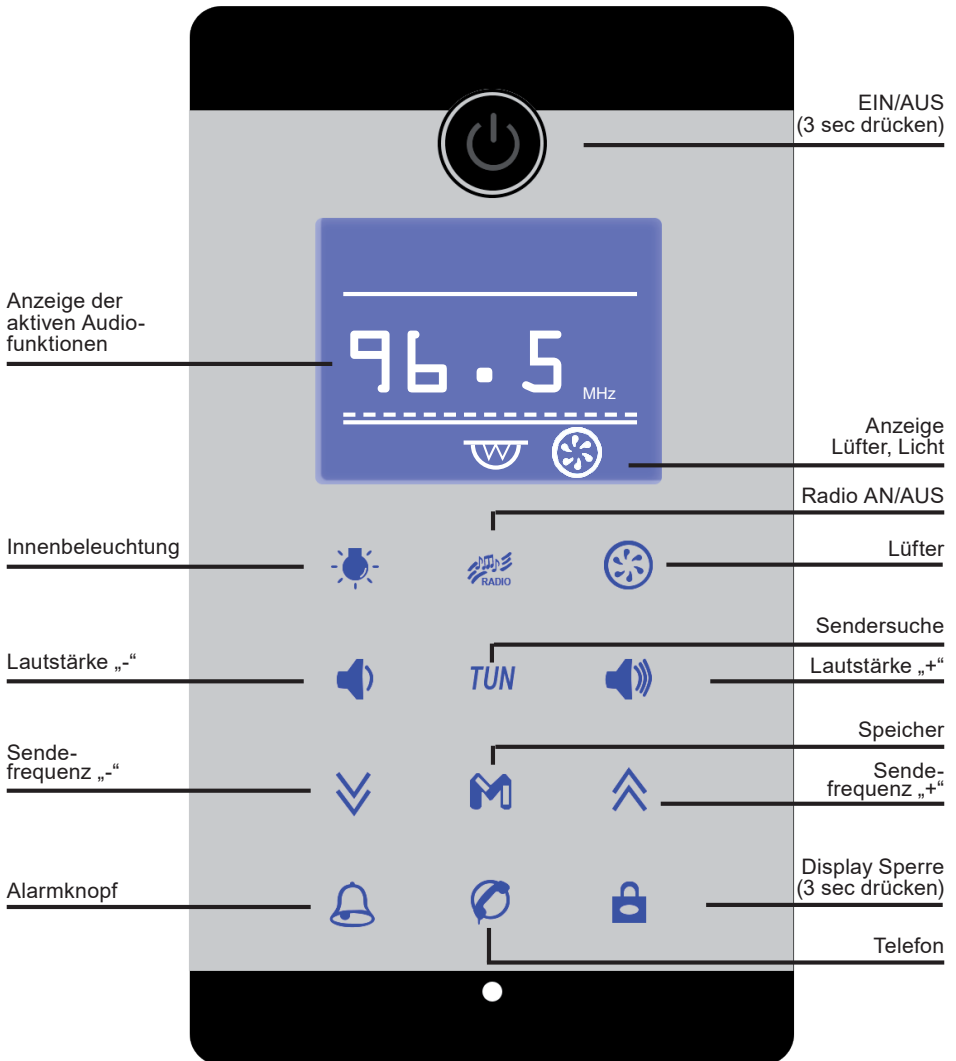 EIN/AUS
(3 sec drücken)
Anzeige der
aktiven Audio-
funktionen
96.5
MHz
Anzeige
Lüfter, Licht
Radio AN/AUS
Innenbeleuchtung
RADIO
Lüfter
Sendersuche
Lautstärke „-“
TUN
Lautstärke „+“
Speicher
Sende-
frequenz „-“
M
Sende-
frequenz „+“
Alarmknopf
Display Sperre
(3 sec drücken)
Telefon